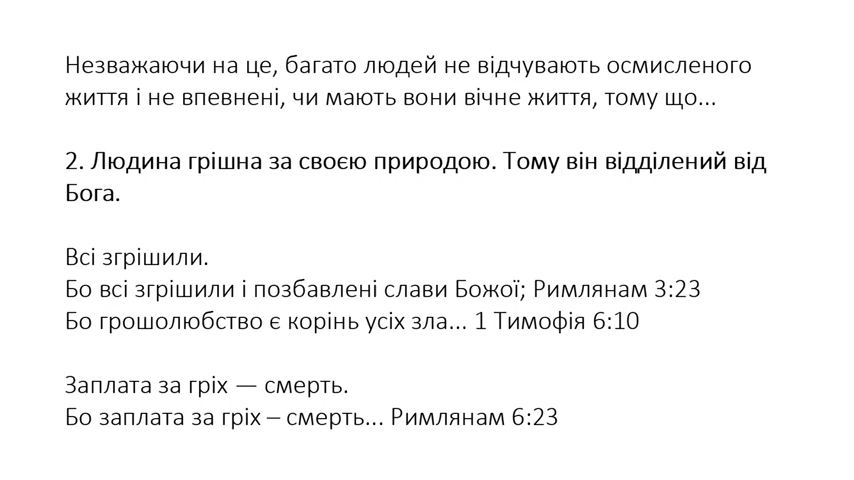 Незважаючи на це, багато людей не відчувають осмисленого
життя і не впевнені, чи мають вони вічне життя, тому що...
2. Людина грішна за своєю природою. Тому він відділений від
Бога.
Всі згрішили.
Бо всі згрішили і позбавлені слави Божої; Римлянам 3:23
Бо грошолюбство є корінь усіх зла... 1 Тимофія 6:10
Заплата за гріх — смерть.
Бо заплата за гріх – смерть... Римлянам 6:23